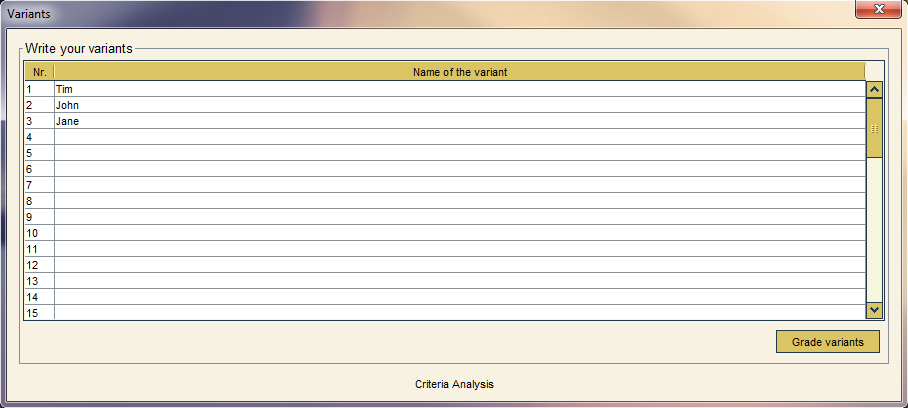 Variants
Write your variants
Nr. Name of the variant
1 Tim
2 John
3 Jane
4
5
6
7
8
9
10
11
12
13
14
15
Grade variants
Criteria Analysis